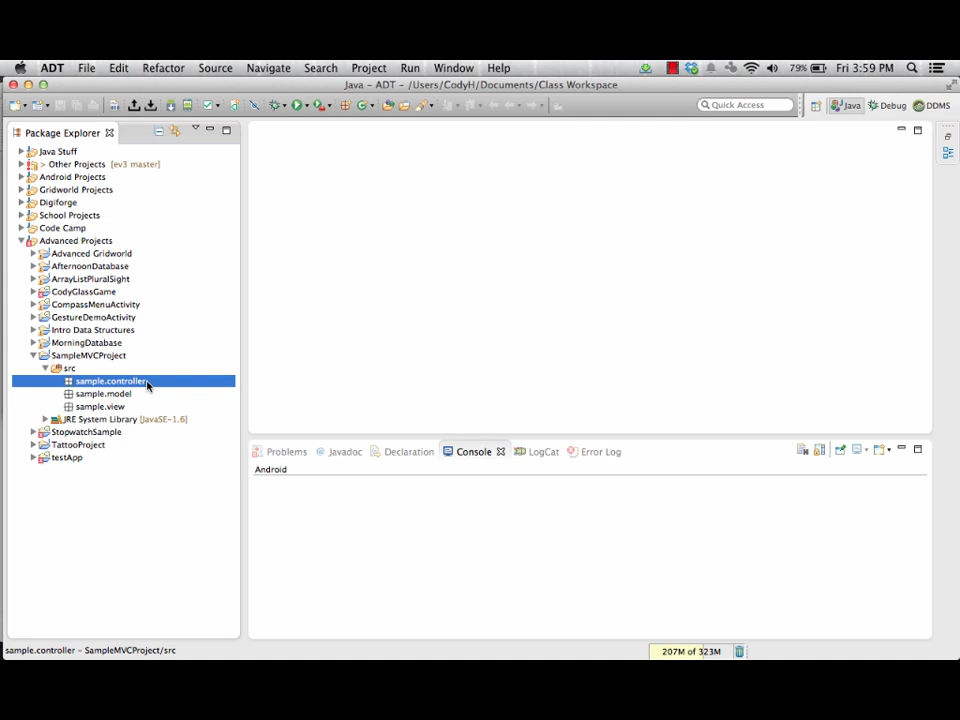 ADT File Edit Refactor Source Navigate Search Project Run Window Help 79% Fri 3:59 PM
Java – ADT – /Users/CodyH/Documents/Class Workspace
Quick Access Java Debug DDMS
Package Explorer
Java Stuff
> Other Projects [ev3 master]
Android Projects
Gridworld Projects
Digiforge
School Projects
Code Camp
Advanced Projects
Advanced Gridworld
AfternoonDatabase
ArrayListPluralSight
CodyGlassGame
CompassMenuActivity
GestureDemoActivity
Intro Data Structures
MorningDatabase
SampleMVCProject
src
sample.controller
sample.model
sample.view
JRE System Library [JavaSE-1.6]
StopwatchSample
TattooProject
testApp
Problems @ Javadoc Declaration Console LogCat Error Log
Android
sample.controller – SampleMVCProject/src
207M of 323M